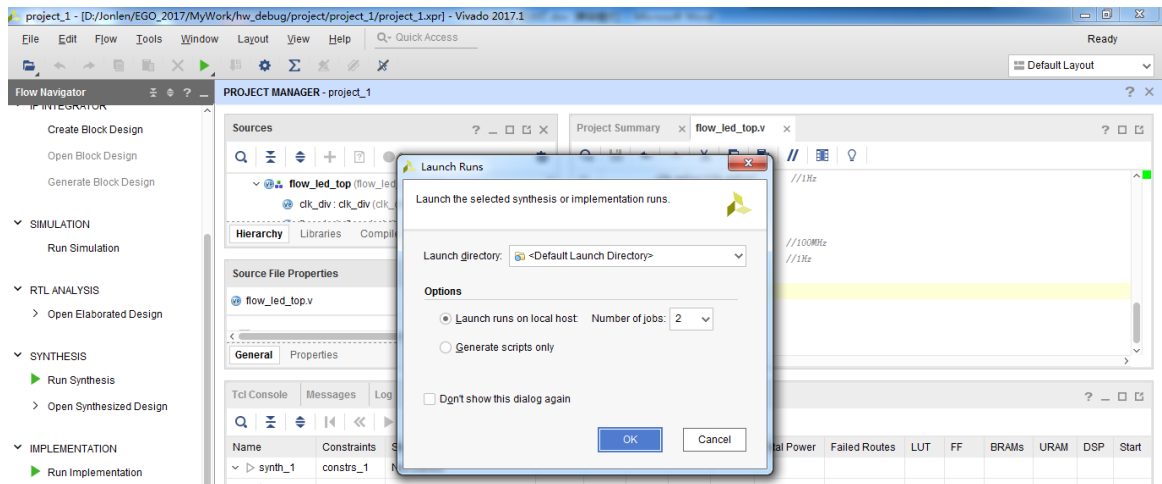 project_1 - [D:/Jonlen/EGO_2017/MyWork/hw_debug/project/project_1/project_1.xpr] - Vivado 2017.1
File Edit Flow Tools Window Layout View Help Quick Access Ready
Default Layout
Flow Navigator
PROJECT MANAGER - project_1
IP INTEGRATOR
Create Block Design
Open Block Design
Generate Block Design
SIMULATION
Run Simulation
RTL ANALYSIS
Open Elaborated Design
SYNTHESIS
Run Synthesis
Open Synthesized Design
IMPLEMENTATION
Run Implementation
Sources
flow_led_top (flow_led
clk_div : clk_div (clk_
Hierarchy Libraries Compile
Source File Properties
flow_led_top.v
General Properties
Project Summary flow_led_top.v
//1Hz
//100MHz
//1Hz
Launch Runs
Launch the selected synthesis or implementation runs.
Launch directory: <Default Launch Directory>
Options
Launch runs on local host: Number of jobs: 2
Generate scripts only
Don't show this dialog again
OK Cancel
Tcl Console Messages Log
Name Constraints Power Failed Routes LUT FF BRAMs URAM DSP Start
synth_1 constrs_1